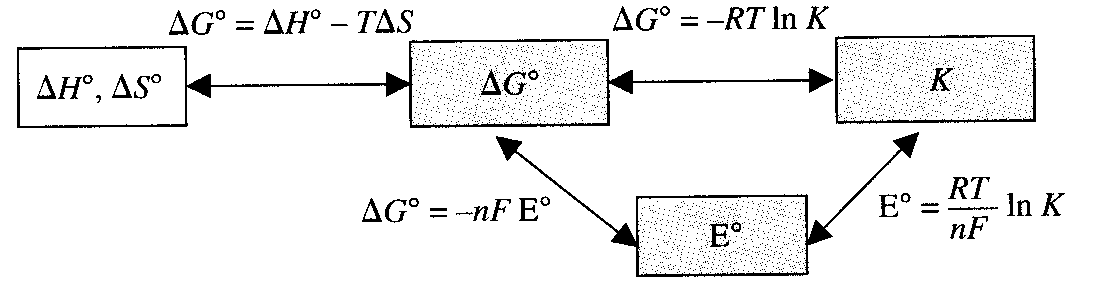 ΔG° = ΔH° – TΔS
ΔG° = –RT ln K
ΔH°, ΔS°
ΔG°
K
ΔG° = –nF E°
E°
E° = RT/nF ln K